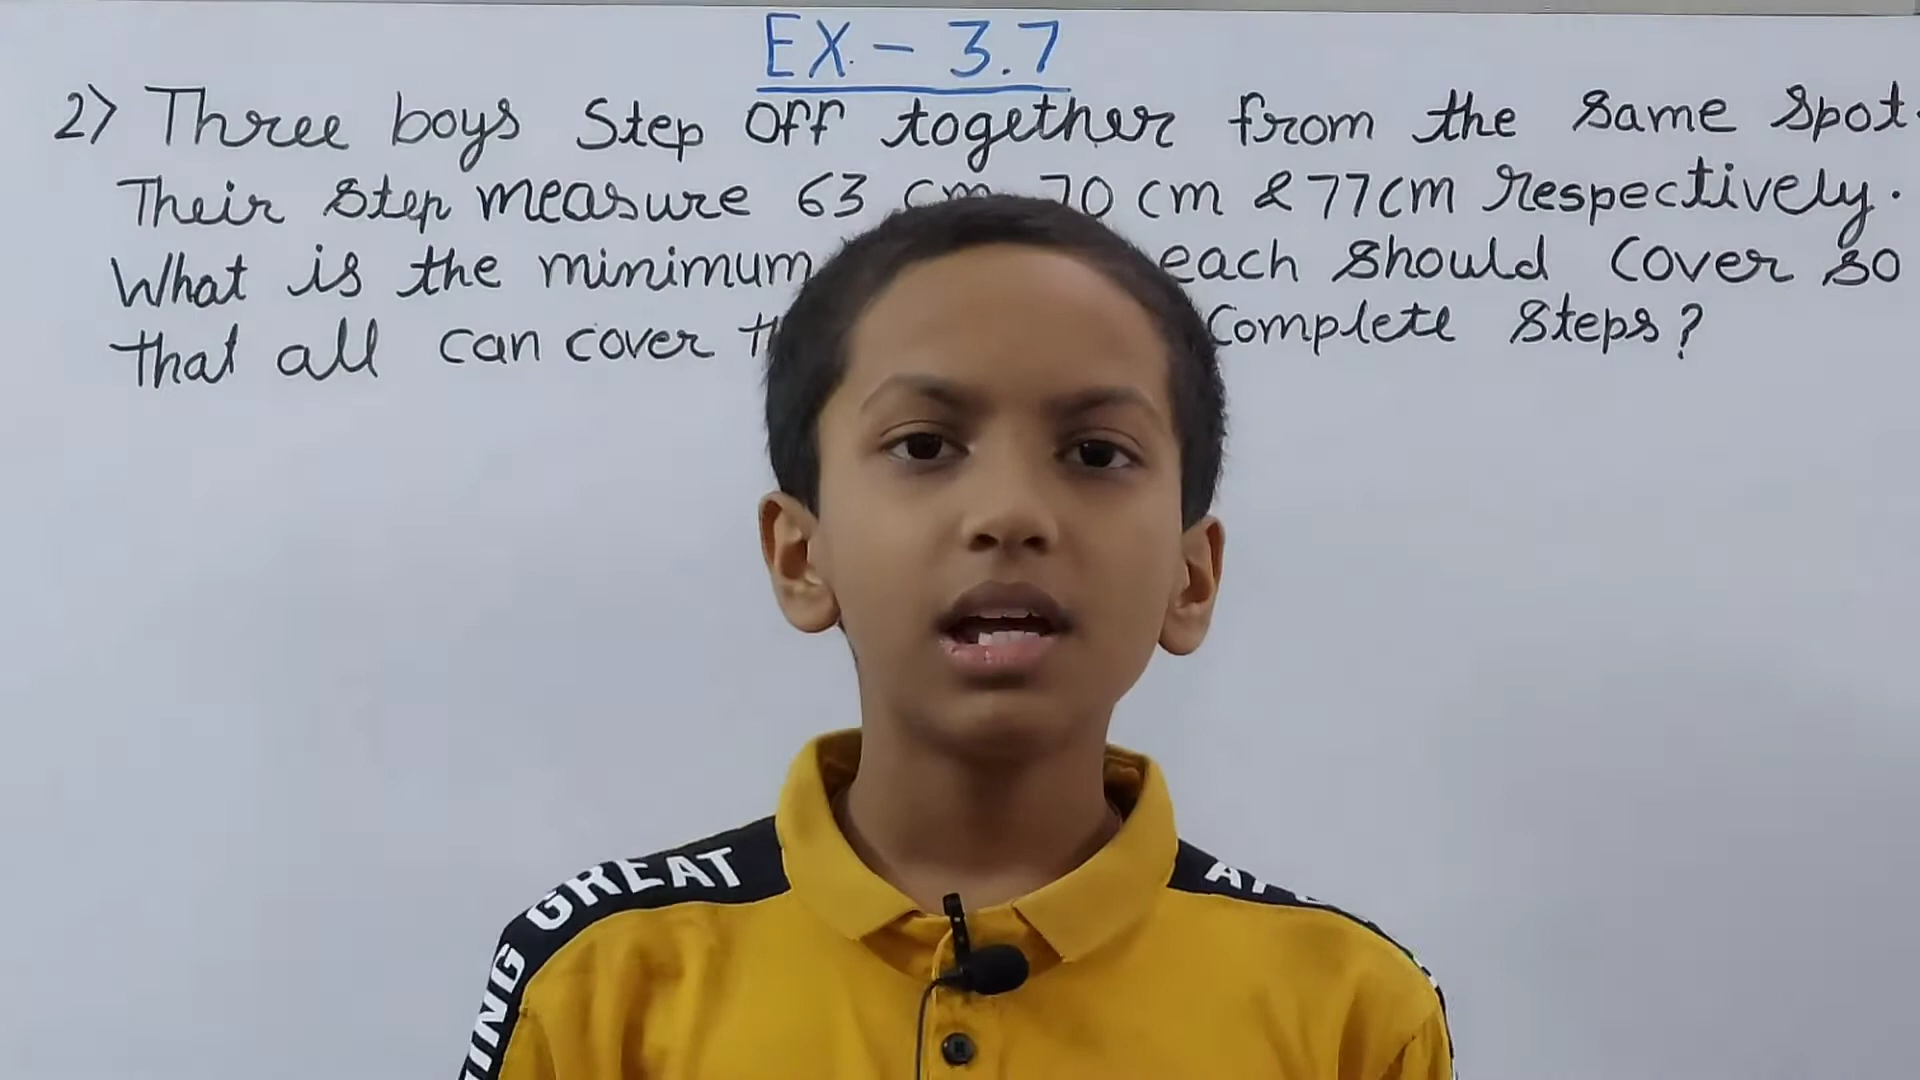 EX - 3.7
2) Three boys Step off together from the same spot.
Their step measure 63 cm 70 cm & 77cm respectively.
What is the minimum each should cover so
that all can cover complete steps?
GREAT